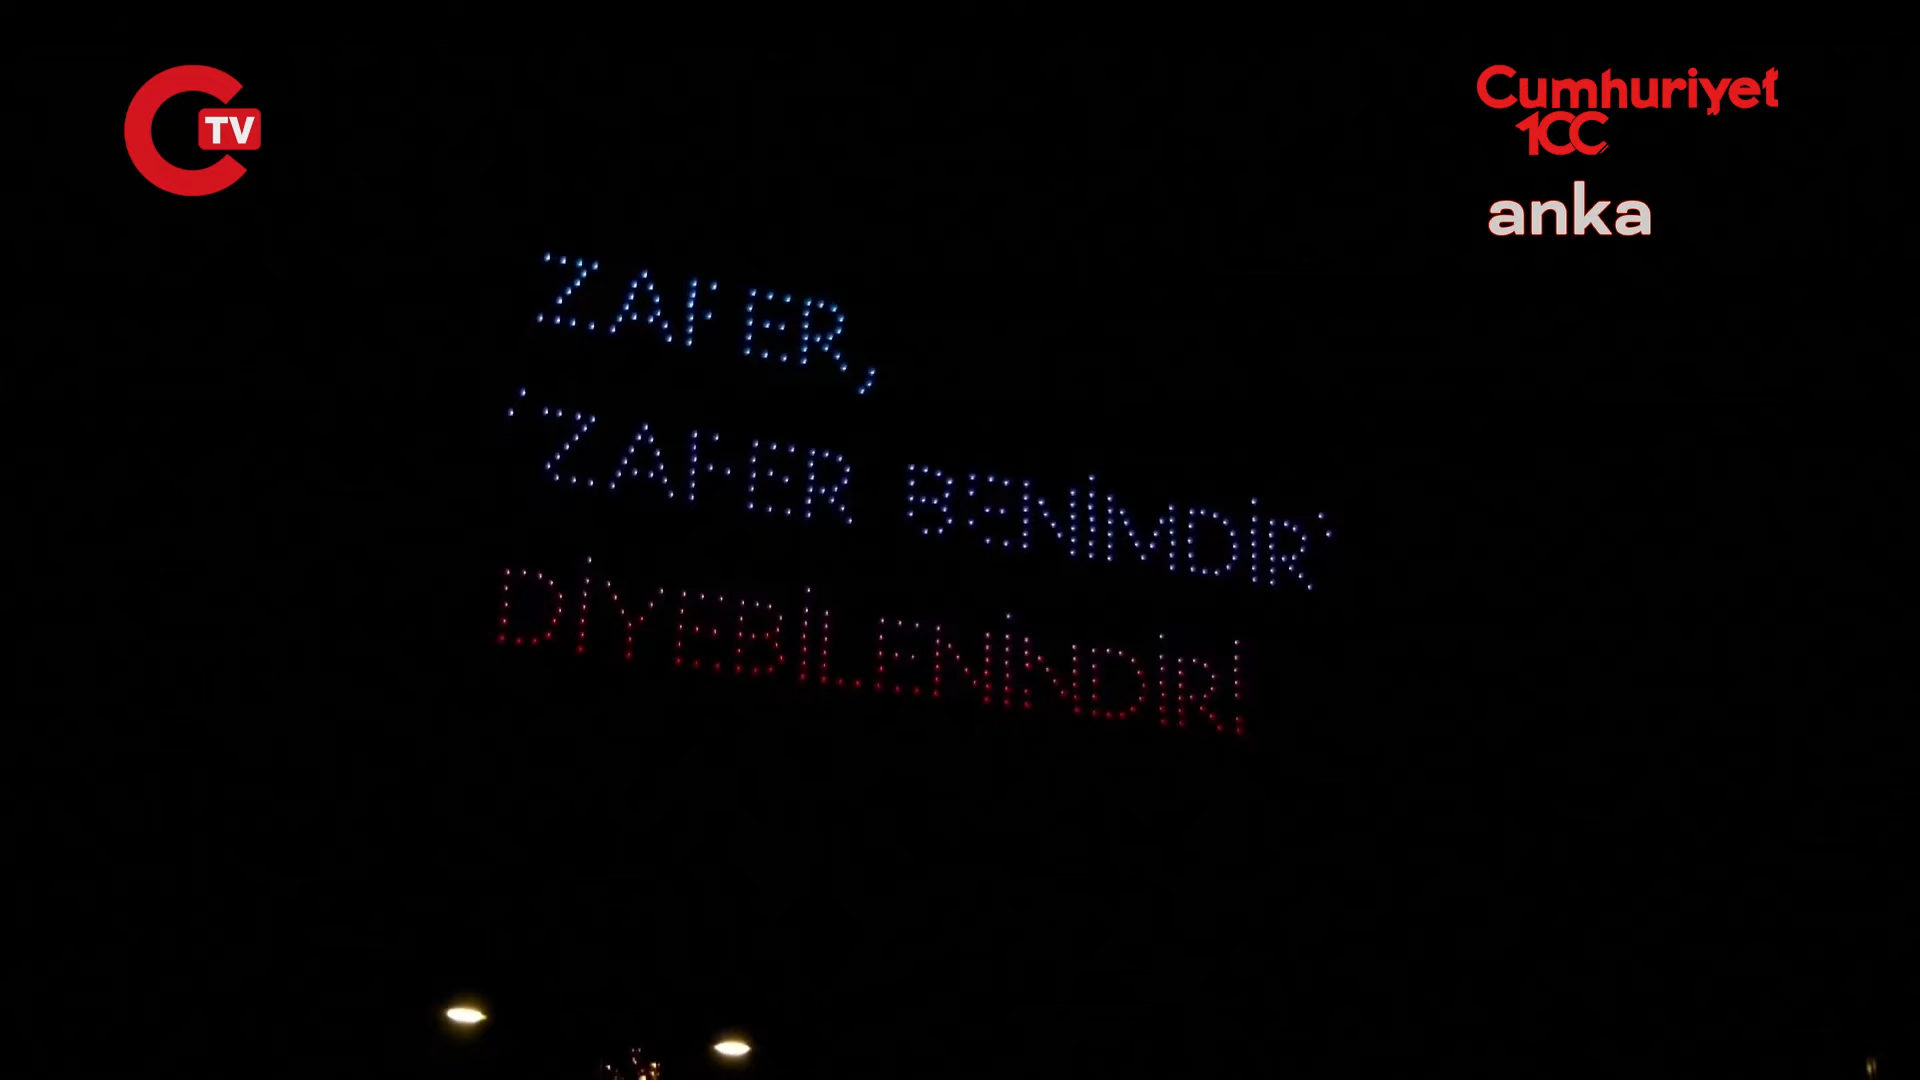 TV
Cumhuriyet
100
anka
ZAFER,
'ZAFER BENİMDİR'
DİYEBİLENİNDİR!